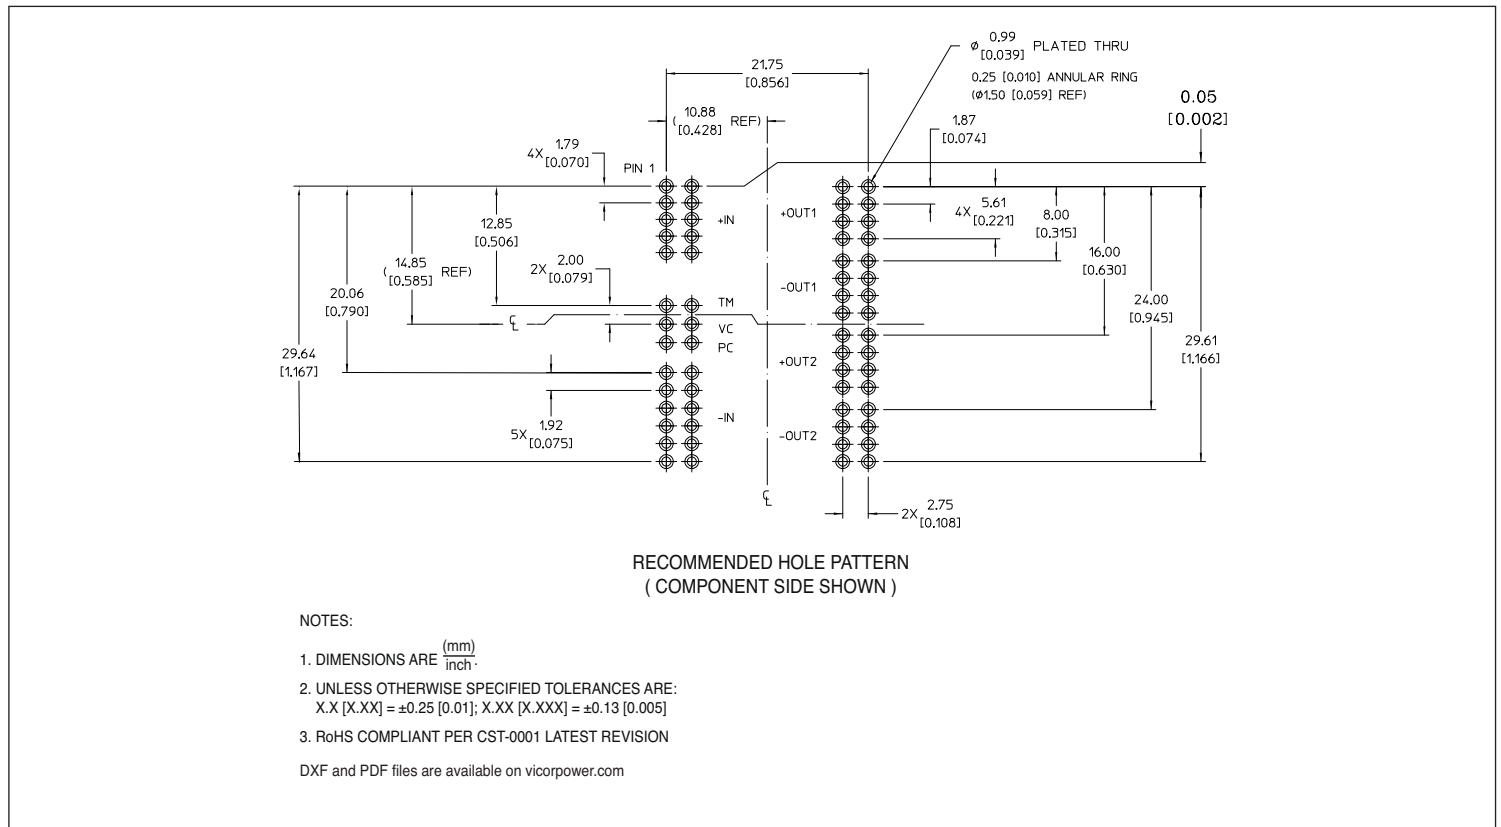 ø 0.99 [0.039] PLATED THRU
0.25 [0.010] ANNULAR RING
(ø1.50 [0.059] REF)
21.75
[0.856]
( 10.88 [0.428] REF)
0.05
[0.002]
1.87
[0.074]
4X 1.79 [0.070]
PIN 1
+IN
+OUT1
4X 5.61 [0.221]
8.00
[0.315]
12.85
[0.506]
16.00
[0.630]
( 14.85 [0.585] REF)
2X 2.00 [0.079]
20.06
[0.790]
-OUT1
TM
24.00
[0.945]
℄
VC
PC
29.64
[1.167]
29.61
[1.166]
+OUT2
-IN
5X 1.92 [0.075]
-OUT2
℄
2X 2.75 [0.108]
RECOMMENDED HOLE PATTERN
( COMPONENT SIDE SHOWN )
NOTES:
1. DIMENSIONS ARE (mm) inch .
2. UNLESS OTHERWISE SPECIFIED TOLERANCES ARE:
X.X [X.XX] = ±0.25 [0.01]; X.XX [X.XXX] = ±0.13 [0.005]
3. RoHS COMPLIANT PER CST-0001 LATEST REVISION
DXF and PDF files are available on vicorpower.com